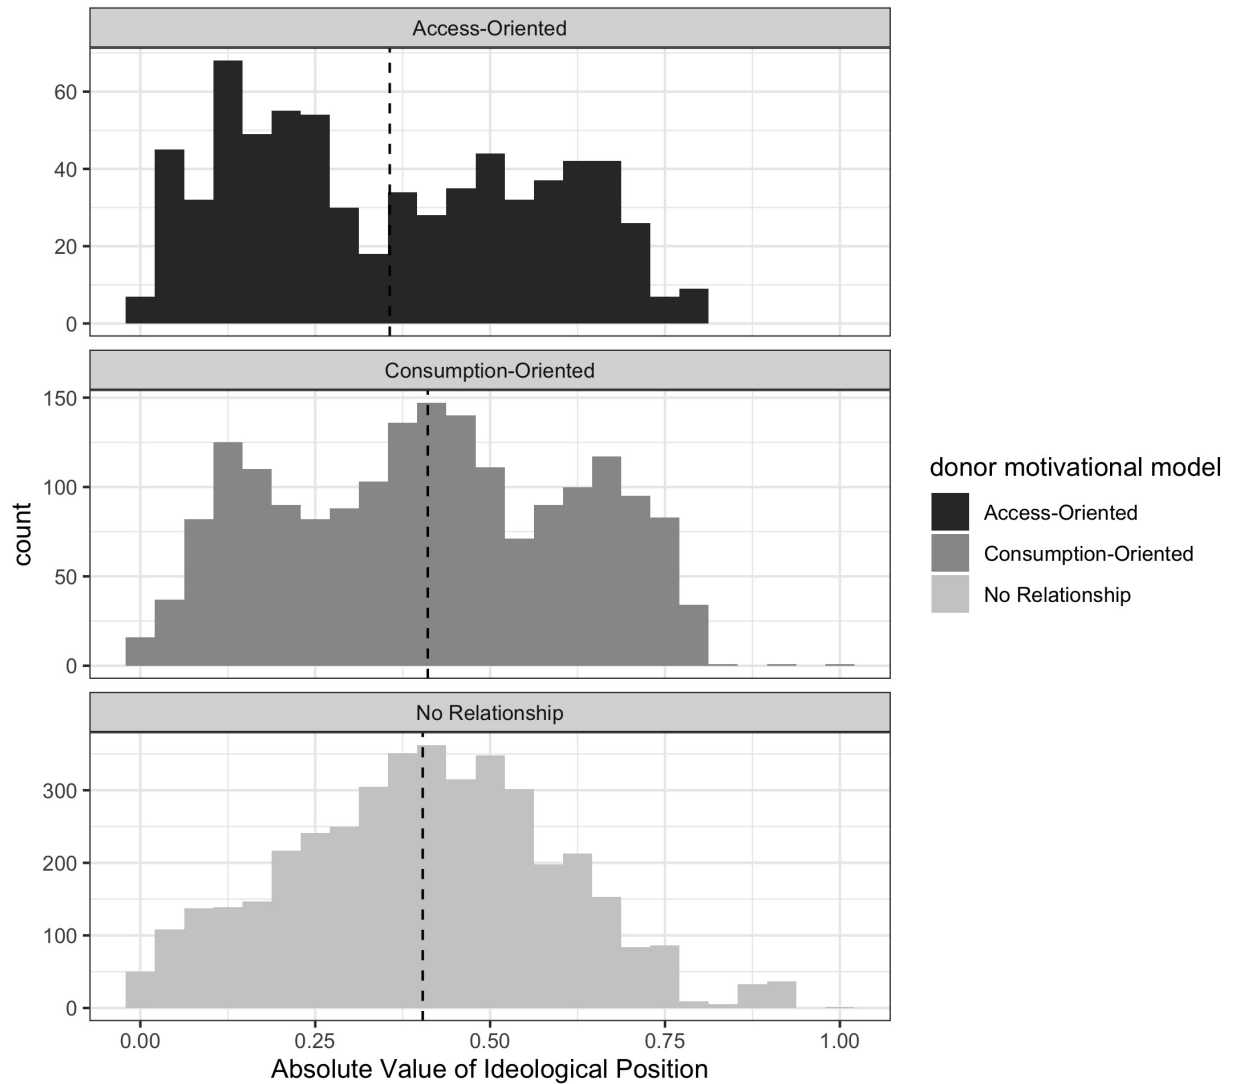 Access-Oriented
60
40
20
0
Consumption-Oriented
150
100
50
0
No Relationship
300
200
100
0
0.00 0.25 0.50 0.75 1.00
Absolute Value of Ideological Position
count
donor motivational model
Access-Oriented
Consumption-Oriented
No Relationship